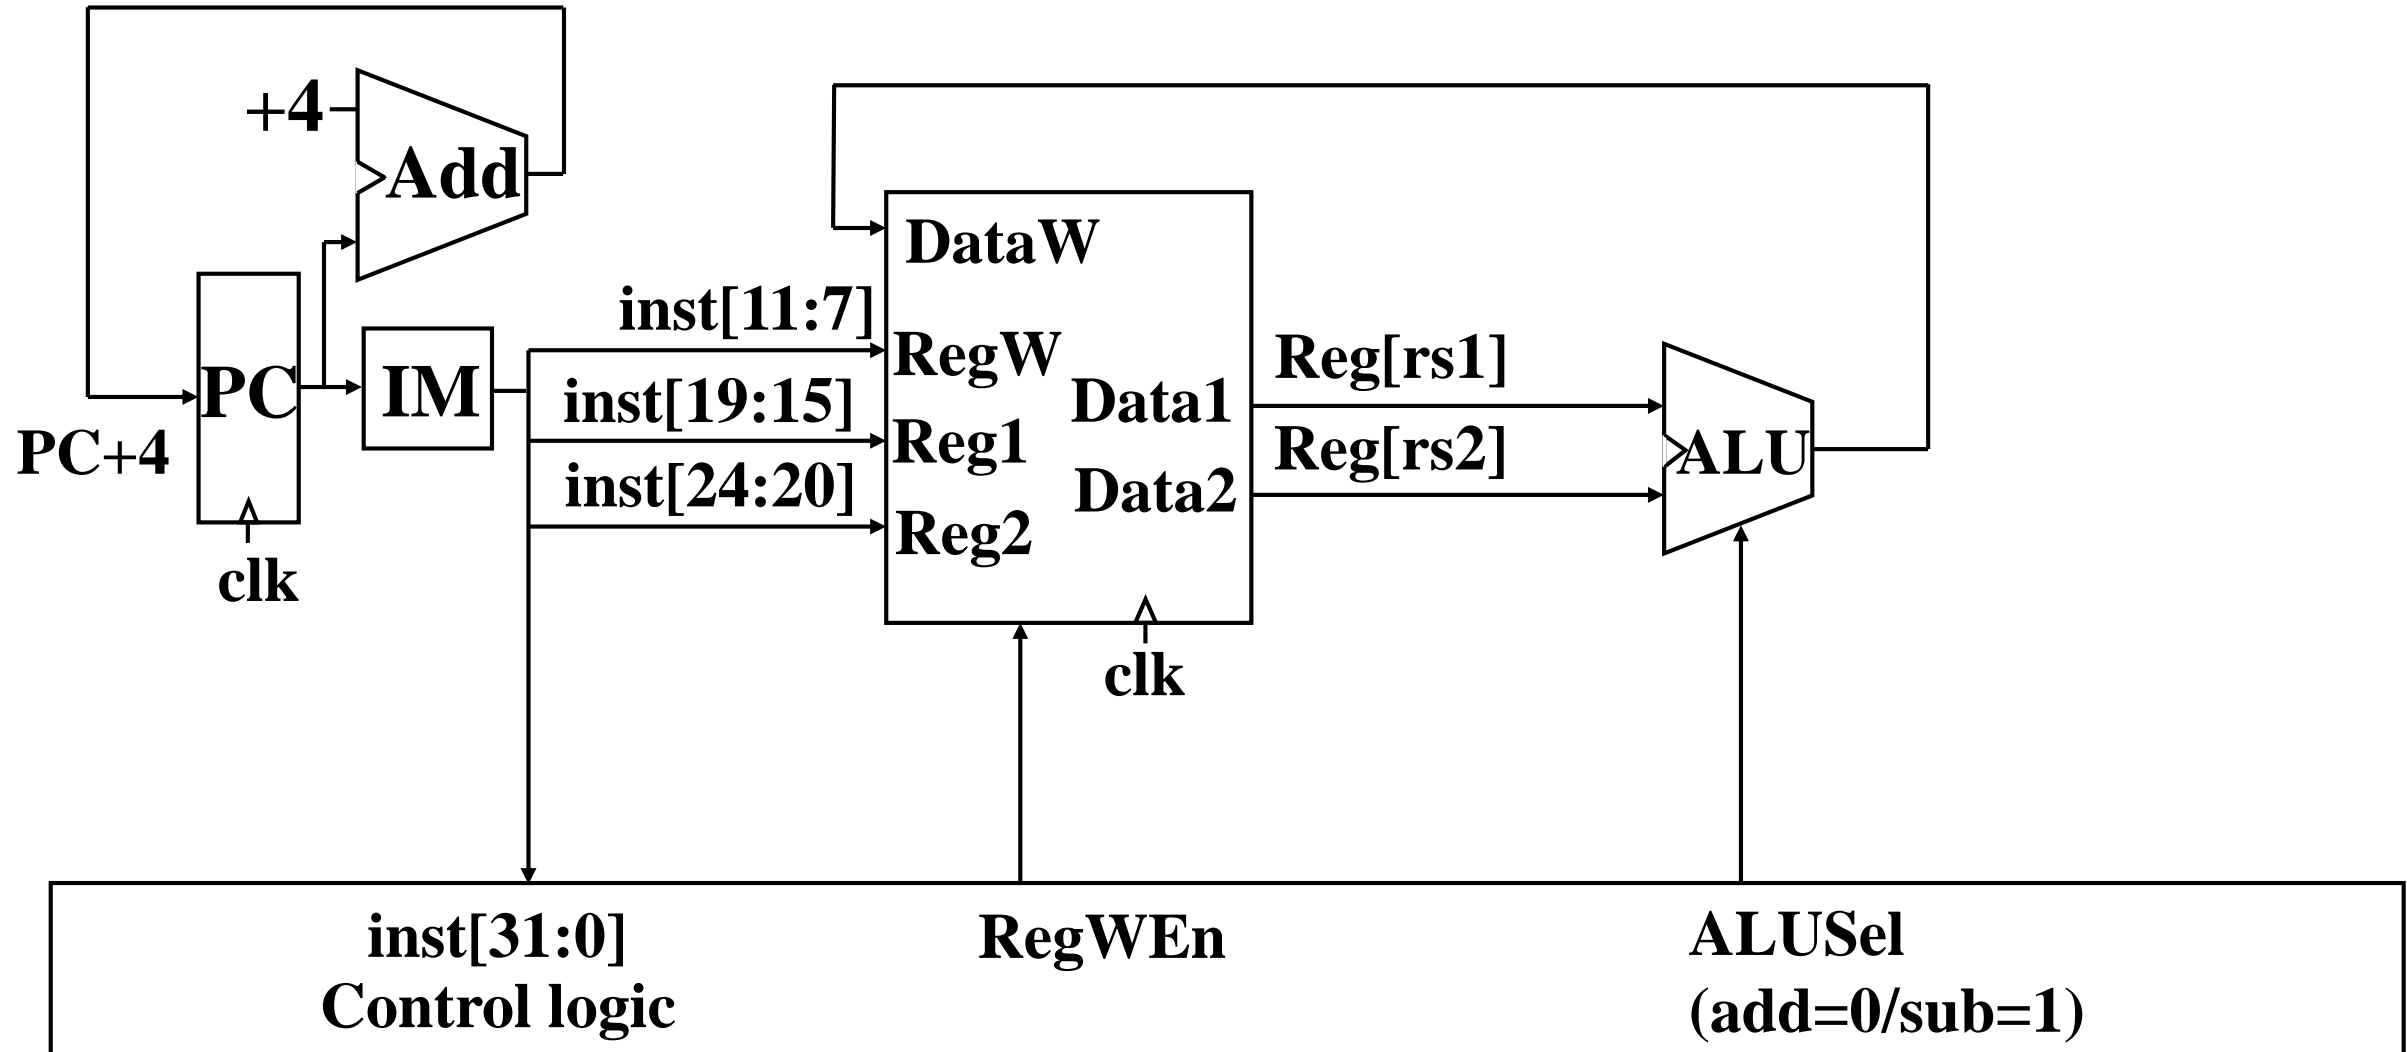 +4
Add
DataW
inst[11:7]
RegW
Reg[rs1]
PC
IM
inst[19:15]
Data1
Reg1
Reg[rs2]
ALU
PC+4
inst[24:20]
Data2
Reg2
clk
clk
inst[31:0]
RegWEn
ALUSel
Control logic
(add=0/sub=1)